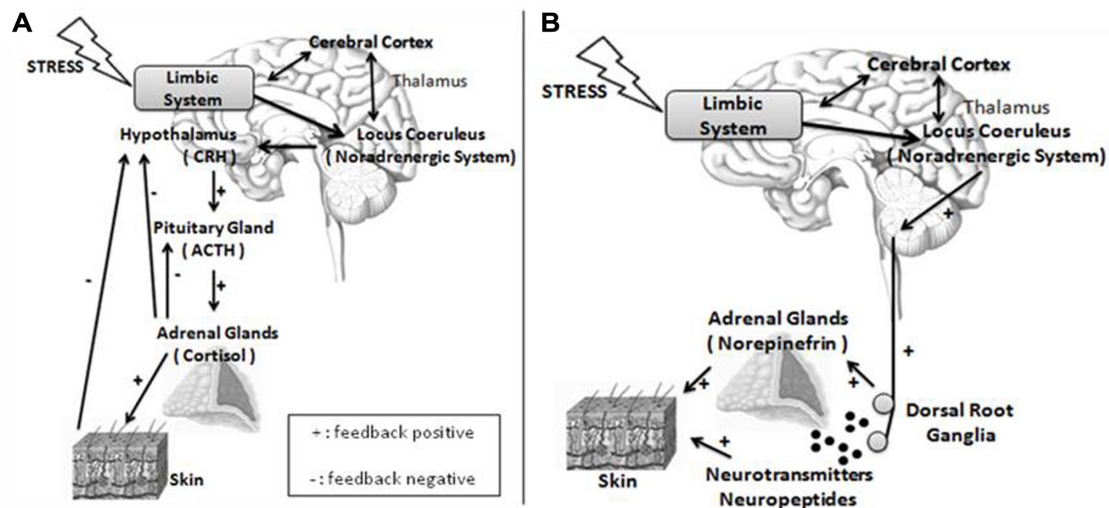 A
STRESS
Limbic
System
Cerebral Cortex
Thalamus
Hypothalamus
( CRH )
Locus Coeruleus
( Noradrenergic System)
+
-
Pituitary Gland
( ACTH )
-
-
+
Adrenal Glands
( Cortisol )
+
Skin
+ : feedback positive
- : feedback negative
B
STRESS
Limbic
System
Cerebral Cortex
Thalamus
Locus Coeruleus
( Noradrenergic System)
+
Adrenal Glands
( Norepinefrin )
+
+
+
Dorsal Root
Ganglia
+
Skin
Neurotransmitters
Neuropeptides